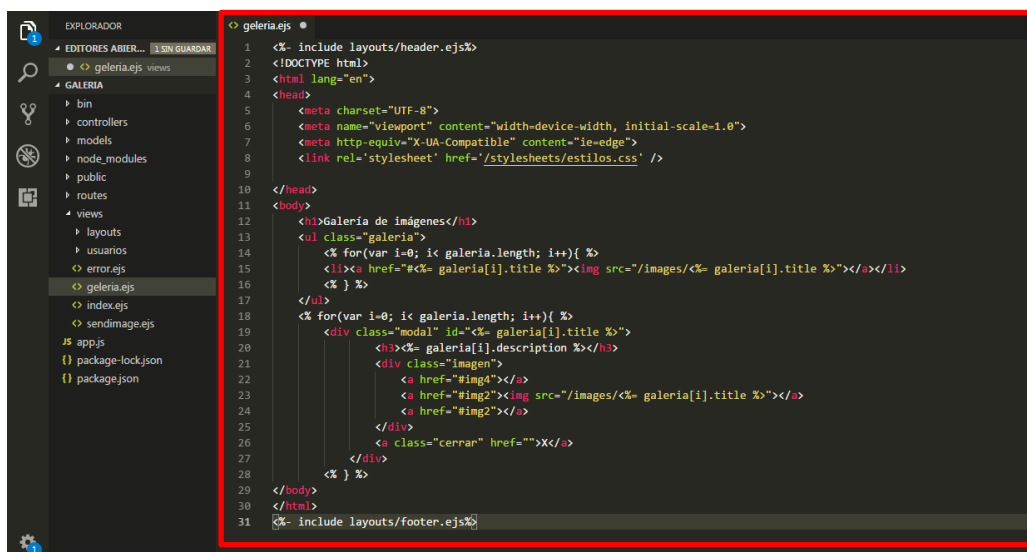 EXPLORADOR
EDITORES ABIER... 1 SIN GUARDAR
geleria.ejs views
GALERIA
bin
controllers
models
node_modules
public
routes
views
layouts
usuarios
error.ejs
geleria.ejs
index.ejs
sendimage.ejs
JS app.js
{} package-lock.json
{} package.json
1
1
geleria.ejs
1 <%- include layouts/header.ejs%>
2 <!DOCTYPE html>
3 <html lang="en">
4 <head>
5 <meta charset="UTF-8">
6 <meta name="viewport" content="width=device-width, initial-scale=1.0">
7 <meta http-equiv="X-UA-Compatible" content="ie=edge">
8 <link rel='stylesheet' href='/stylesheets/estilos.css' />
9
10 </head>
11 <body>
12 <h1>Galería de imágenes</h1>
13 <ul class="galeria">
14 <% for(var i=0; i< galeria.length; i++){ %>
15 <li><a href="#<%= galeria[i].title %>"><img src="/images/<%= galeria[i].title %>"></a></li>
16 <% } %>
17 </ul>
18 <% for(var i=0; i< galeria.length; i++){ %>
19 <div class="modal" id="<%= galeria[i].title %>">
20 <h3><%= galeria[i].description %></h3>
21 <div class="imagen">
22 <a href="#img4"></a>
23 <a href="#img2"><img src="/images/<%= galeria[i].title %>"></a>
24 <a href="#img2"></a>
25 </div>
26 <a class="cerrar" href="">X</a>
27 </div>
28 <% } %>
29 </body>
30 </html>
31 <%- include layouts/footer.ejs%>